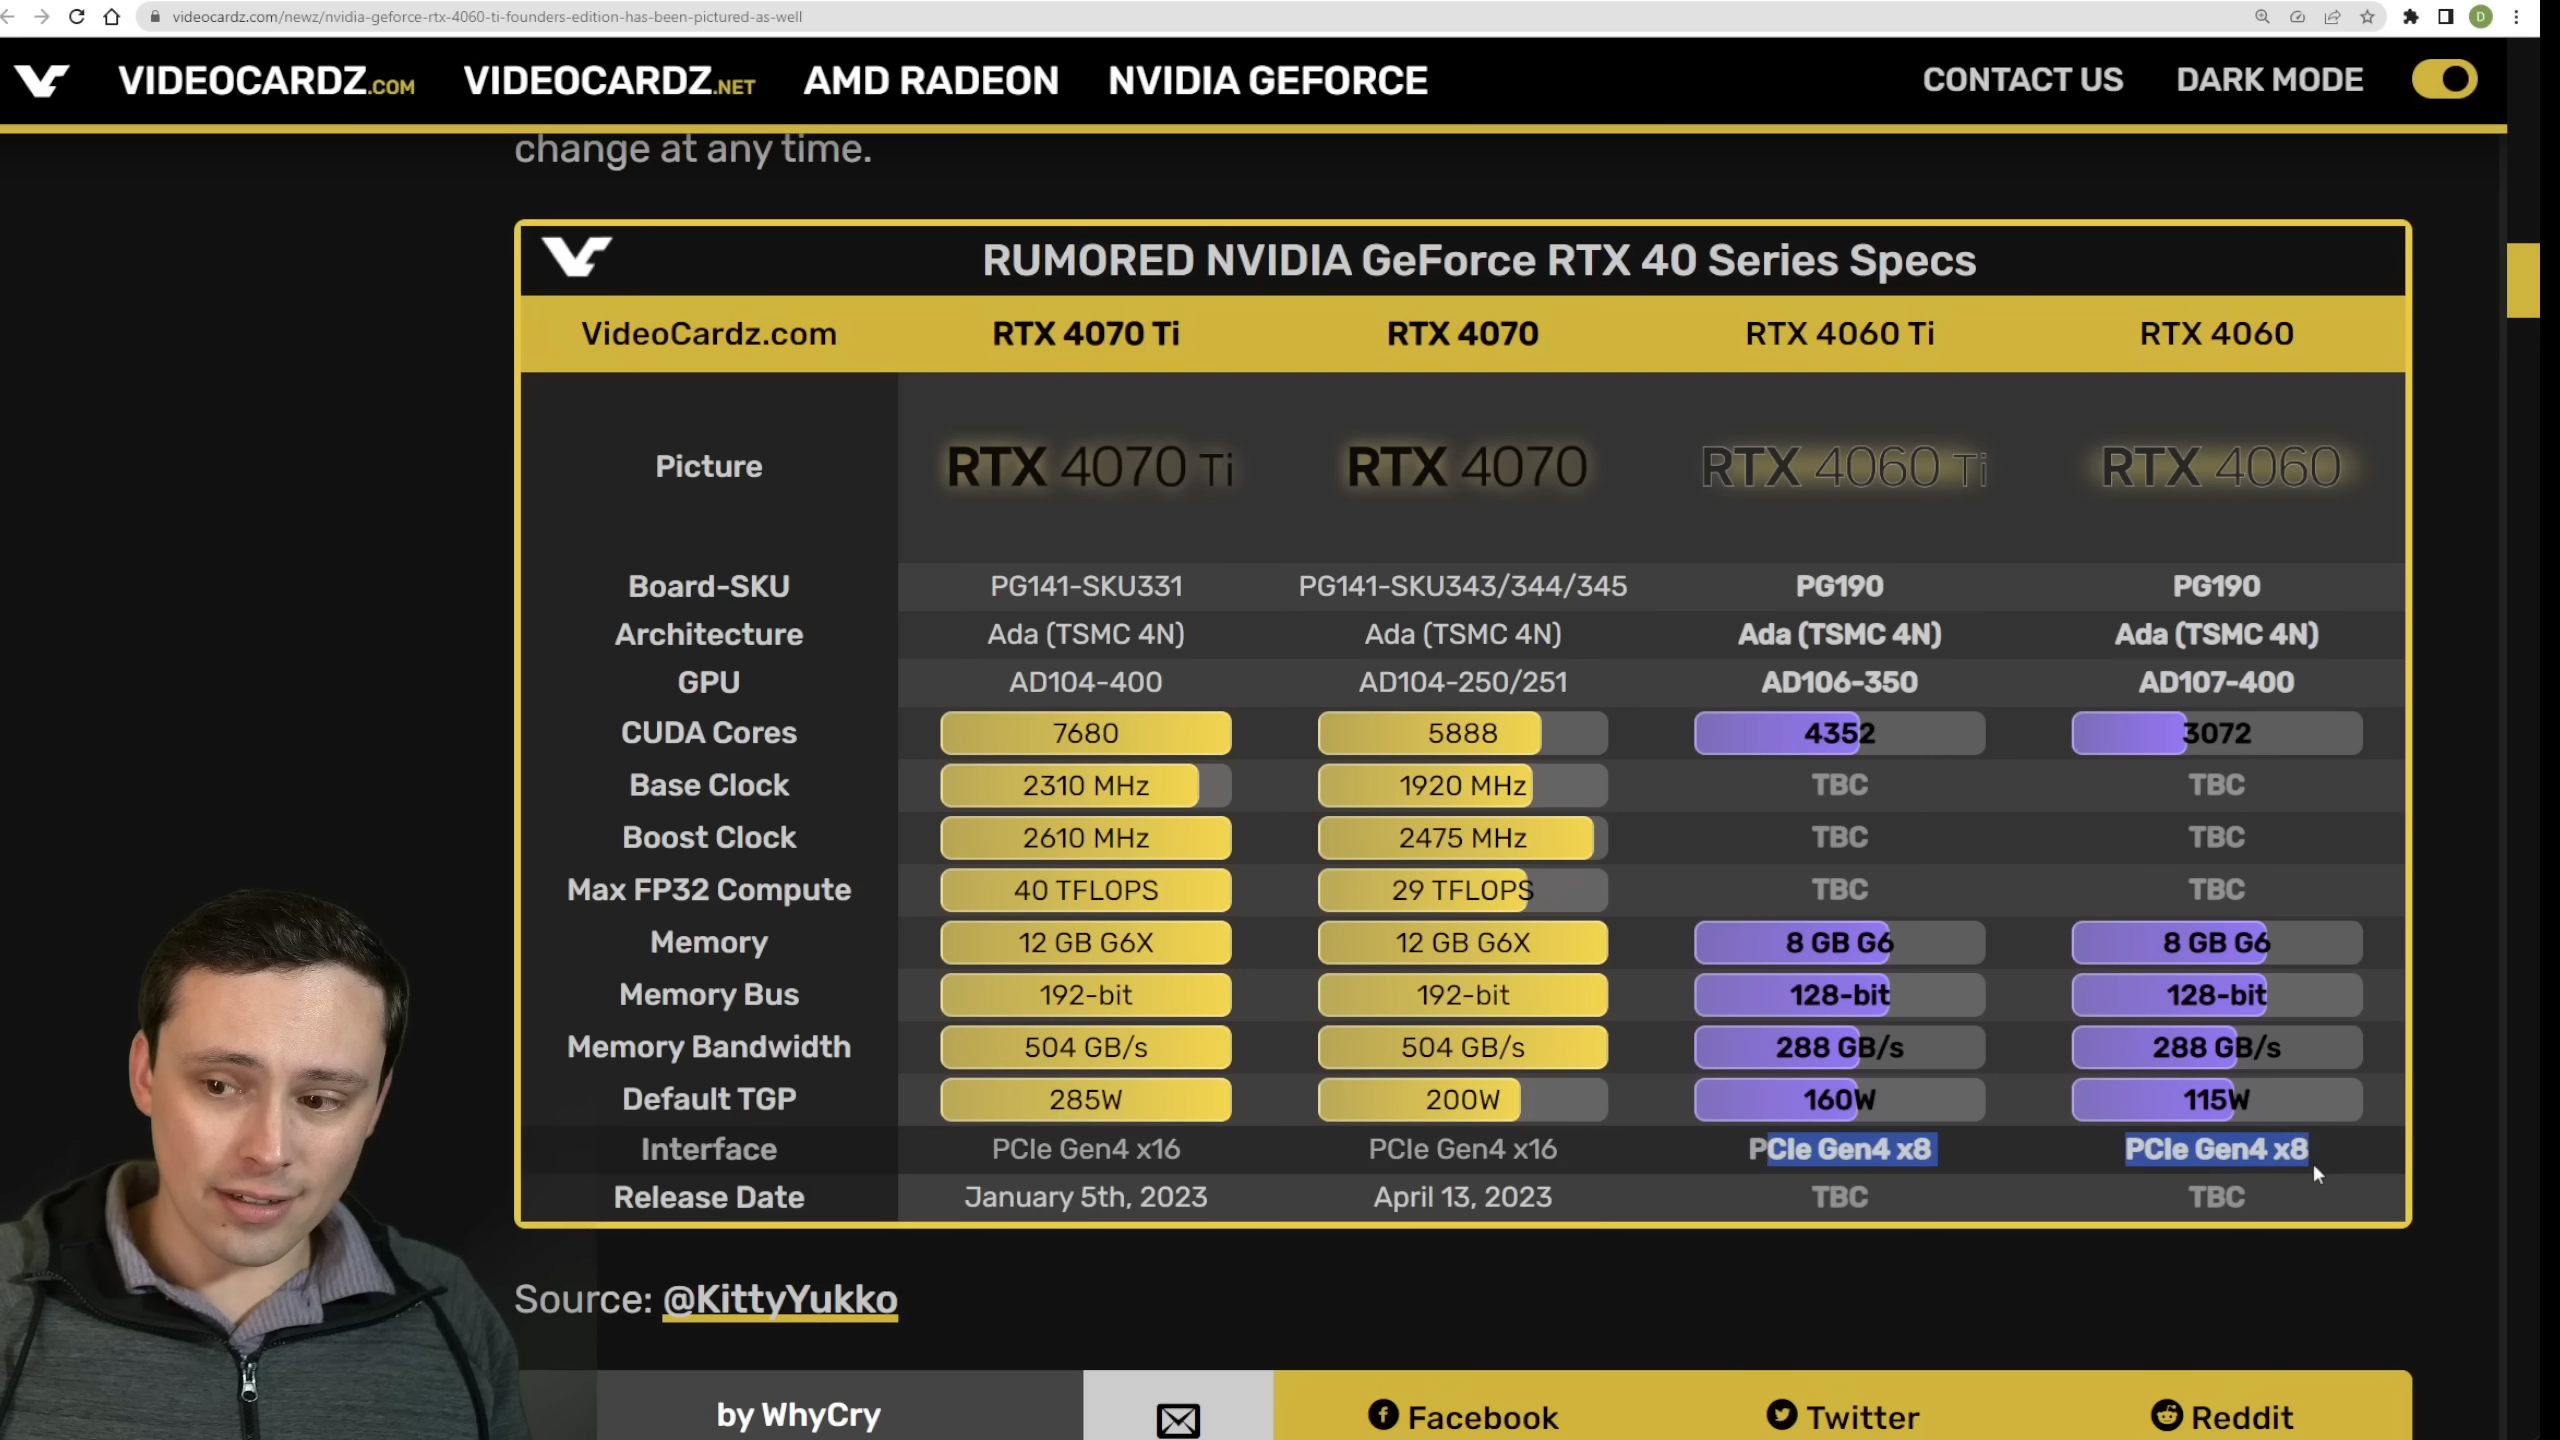 videocardz.com/newz/nvidia-geforce-rtx-4060-ti-founders-edition-has-been-pictured-as-well
D
VIDEOCARDZ.COM VIDEOCARDZ.NET AMD RADEON NVIDIA GEFORCE CONTACT US DARK MODE
change at any time.
RUMORED NVIDIA GeForce RTX 40 Series Specs
VideoCardz.com RTX 4070 Ti RTX 4070 RTX 4060 Ti RTX 4060
Picture RTX 4070 Ti RTX 4070 RTX 4060 Ti RTX 4060
Board-SKU PG141-SKU331 PG141-SKU343/344/345 PG190 PG190
Architecture Ada (TSMC 4N) Ada (TSMC 4N) Ada (TSMC 4N) Ada (TSMC 4N)
GPU AD104-400 AD104-250/251 AD106-350 AD107-400
CUDA Cores 7680 5888 4352 3072
Base Clock 2310 MHz 1920 MHz TBC TBC
Boost Clock 2610 MHz 2475 MHz TBC TBC
Max FP32 Compute 40 TFLOPS 29 TFLOPS TBC TBC
Memory 12 GB G6X 12 GB G6X 8 GB G6 8 GB G6
Memory Bus 192-bit 192-bit 128-bit 128-bit
Memory Bandwidth 504 GB/s 504 GB/s 288 GB/s 288 GB/s
Default TGP 285W 200W 160W 115W
Interface PCIe Gen4 x16 PCIe Gen4 x16 PCIe Gen4 x8 PCIe Gen4 x8
Release Date January 5th, 2023 April 13, 2023 TBC TBC
Source: @KittyYukko
by WhyCry Facebook Twitter Reddit